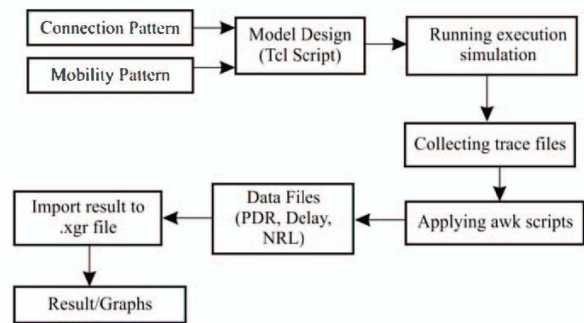 Connection Pattern
Mobility Pattern
Model Design
(Tcl Script)
Running execution
simulation
Collecting trace files
Applying awk scripts
Data Files
(PDR, Delay,
NRL)
Import result to
.xgr file
Result/Graphs